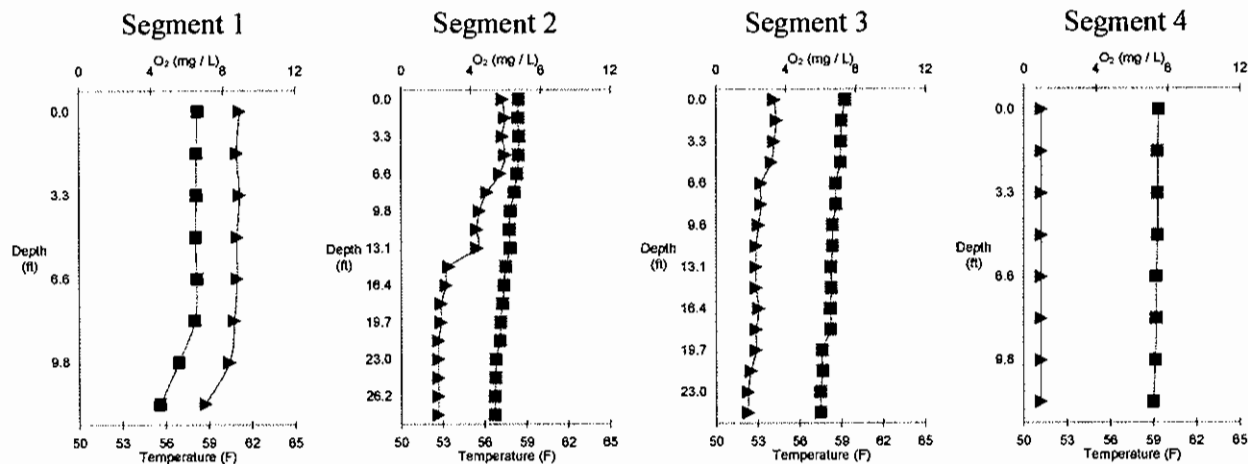 Segment 1
O₂ (mg / L)
0 4 8 12
0.0
3.3
Depth
(ft)
6.6
9.8
50 53 56 59 62 65
Temperature (F)
Segment 2
O₂ (mg / L)
0 4 8 12
0.0
3.3
6.6
9.8
13.1
Depth
(ft)
16.4
19.7
23.0
26.2
50 53 56 59 62 65
Temperature (F)
Segment 3
O₂ (mg / L)
0 4 8 12
0.0
3.3
6.6
9.8
Depth
(ft)
13.1
16.4
19.7
23.0
50 53 56 59 62 65
Temperature (F)
Segment 4
O₂ (mg / L)
0 4 8 12
0.0
3.3
Depth
(ft)
6.6
9.8
50 53 56 59 62 65
Temperature (F)